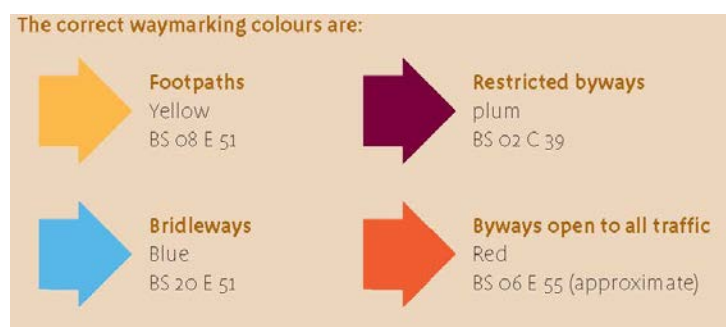 The correct waymarking colours are:
Footpaths
Yellow
BS 08 E 51
Restricted byways
plum
BS 02 C 39
Bridleways
Blue
BS 20 E 51
Byways open to all traffic
Red
BS 06 E 55 (approximate)